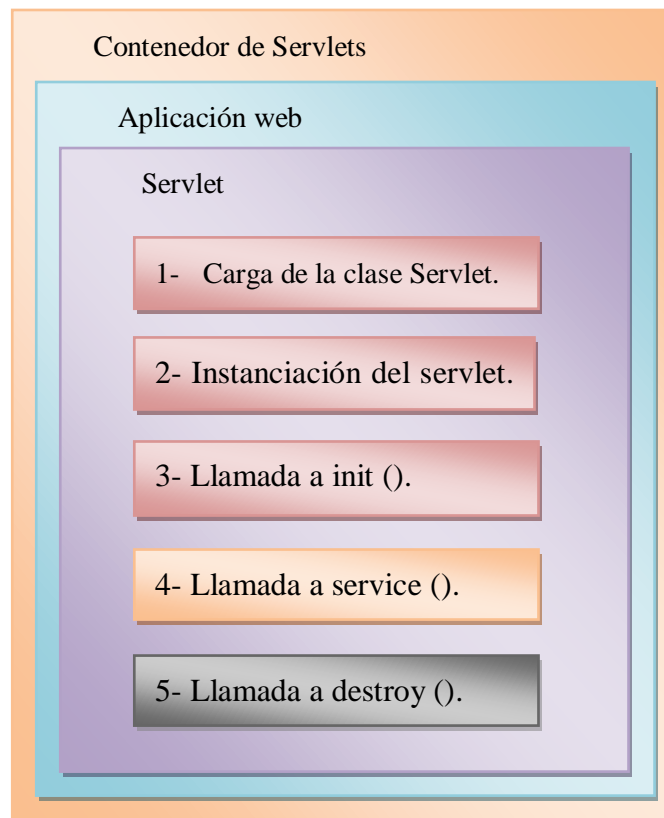 Contenedor de Servlets
Aplicación web
Servlet
1- Carga de la clase Servlet.
2- Instanciación del servlet.
3- Llamada a init ().
4- Llamada a service ().
5- Llamada a destroy ().